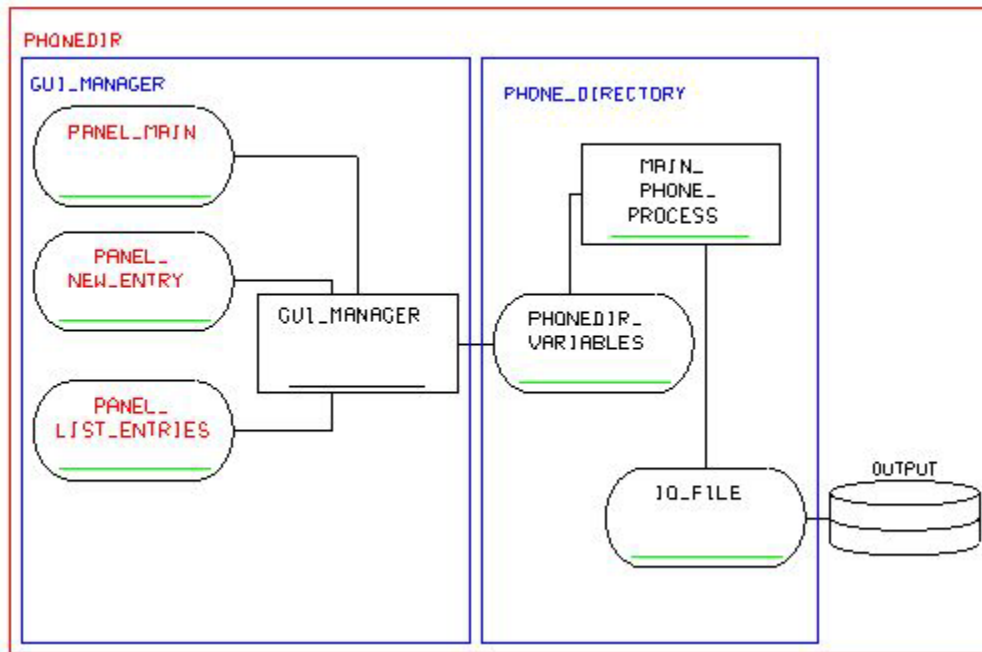 PHONEDIR
GUI_MANAGER
PANEL_MAIN
PANEL_
NEW_ENTRY
GUI_MANAGER
PANEL_
LIST_ENTRIES
PHONE_DIRECTORY
MAIN_
PHONE_
PROCESS
PHONEDIR_
VARIABLES
IO_FILE
OUTPUT